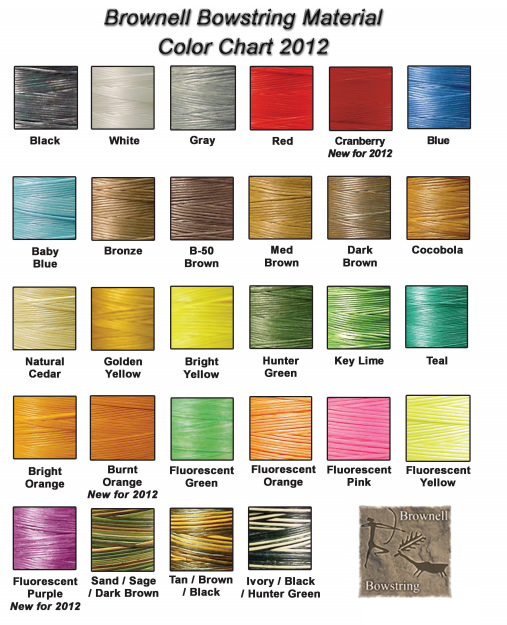 Brownell Bowstring Material
Color Chart 2012
Black
White
Gray
Red
Cranberry
New for 2012
Blue
Baby
Blue
Bronze
B-50
Brown
Med
Brown
Dark
Brown
Cocobola
Natural
Cedar
Golden
Yellow
Bright
Yellow
Hunter
Green
Key Lime
Teal
Bright
Orange
Burnt
Orange
New for 2012
Fluorescent
Green
Fluorescent
Orange
Fluorescent
Pink
Fluorescent
Yellow
Fluorescent
Purple
New for 2012
Sand / Sage
/ Dark Brown
Tan / Brown
/ Black
Ivory / Black
/ Hunter Green
Brownell
Bowstring